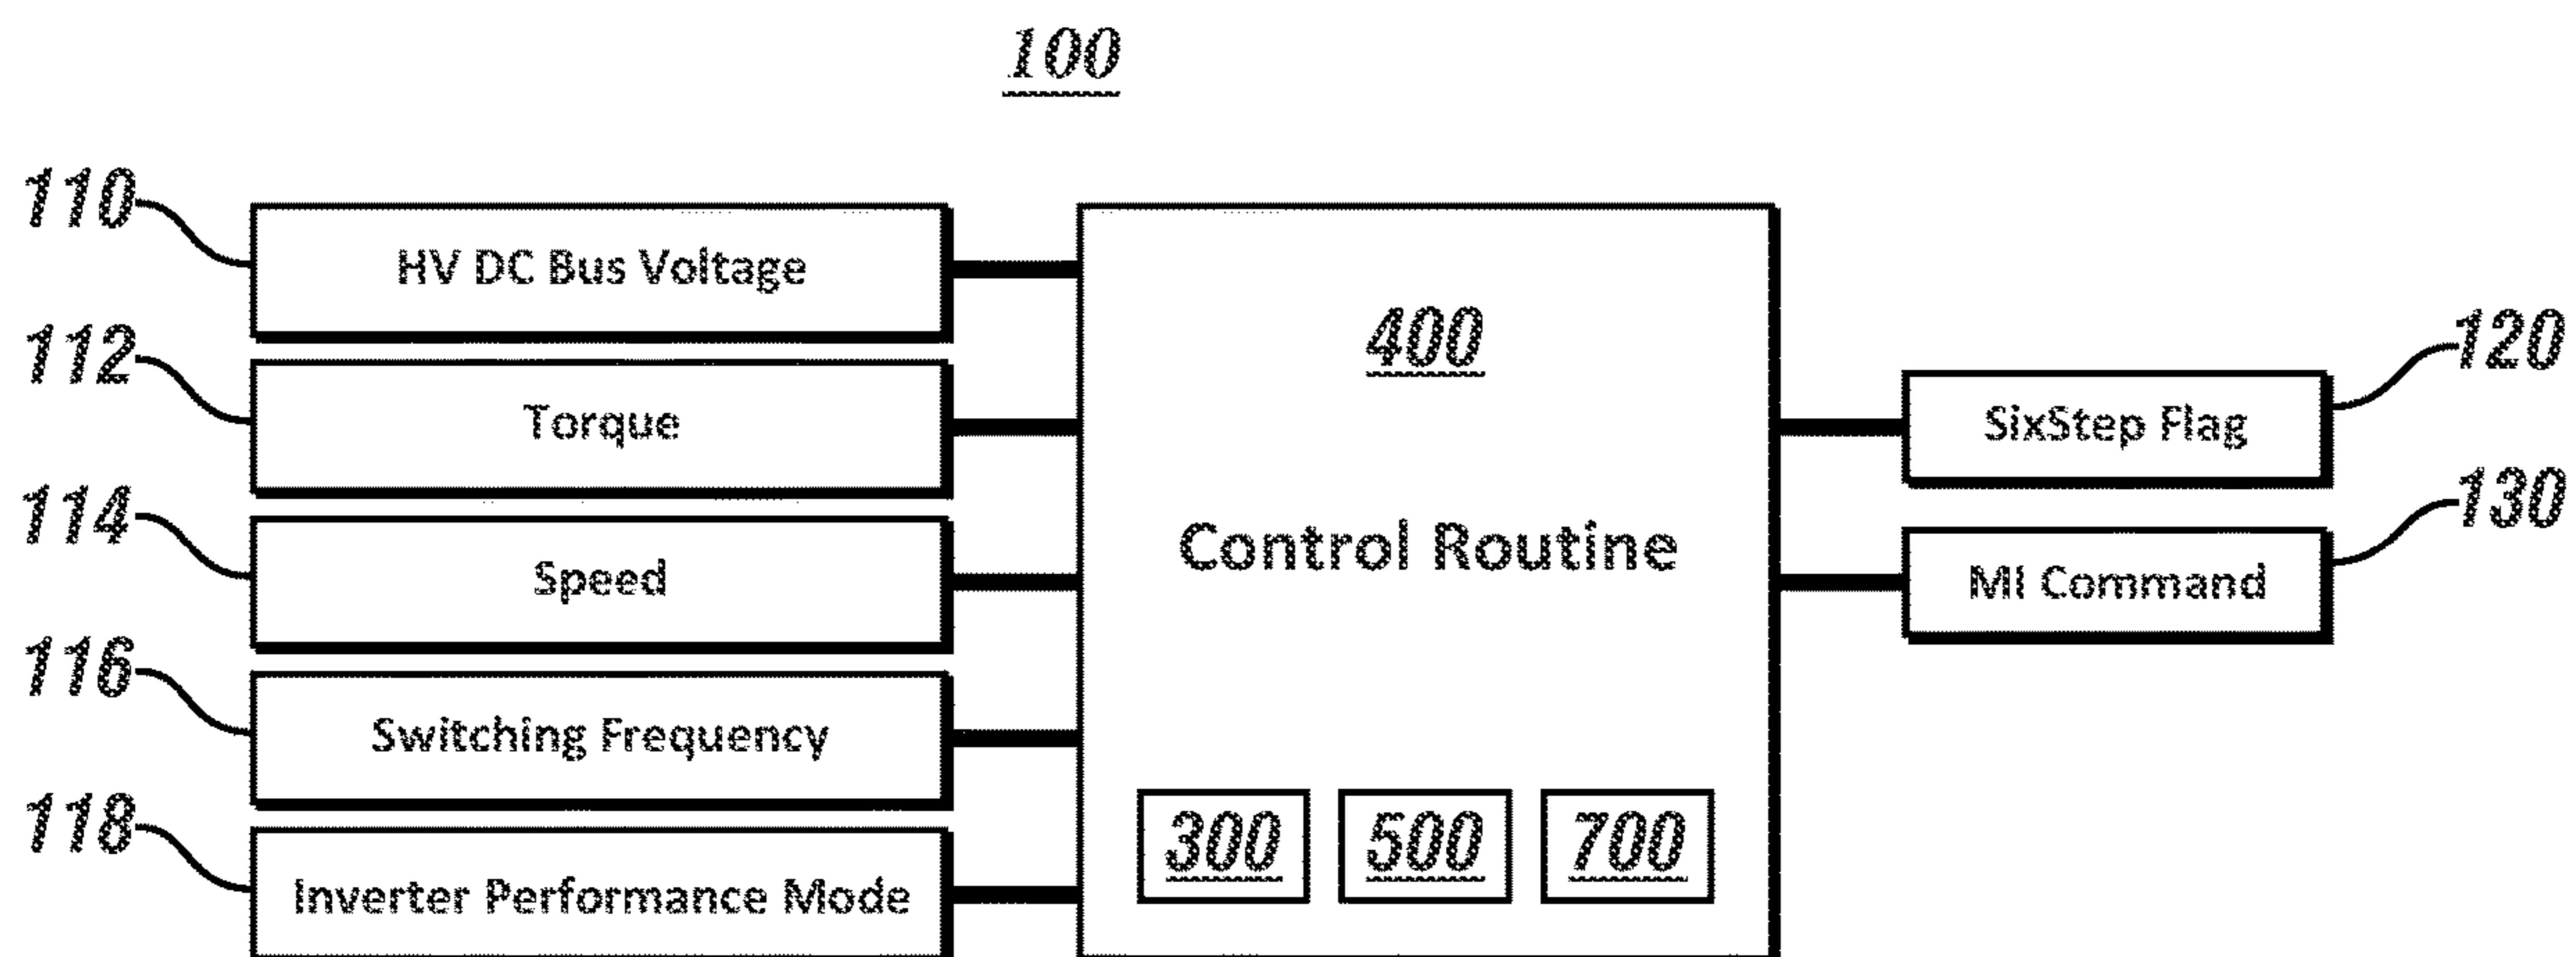 100
110
HV DC Bus Voltage
112
Torque
114
Speed
116
Switching Frequency
118
Inverter Performance Mode
400
Control Routine
300 500 700
120
SixStep Flag
130
MI Command